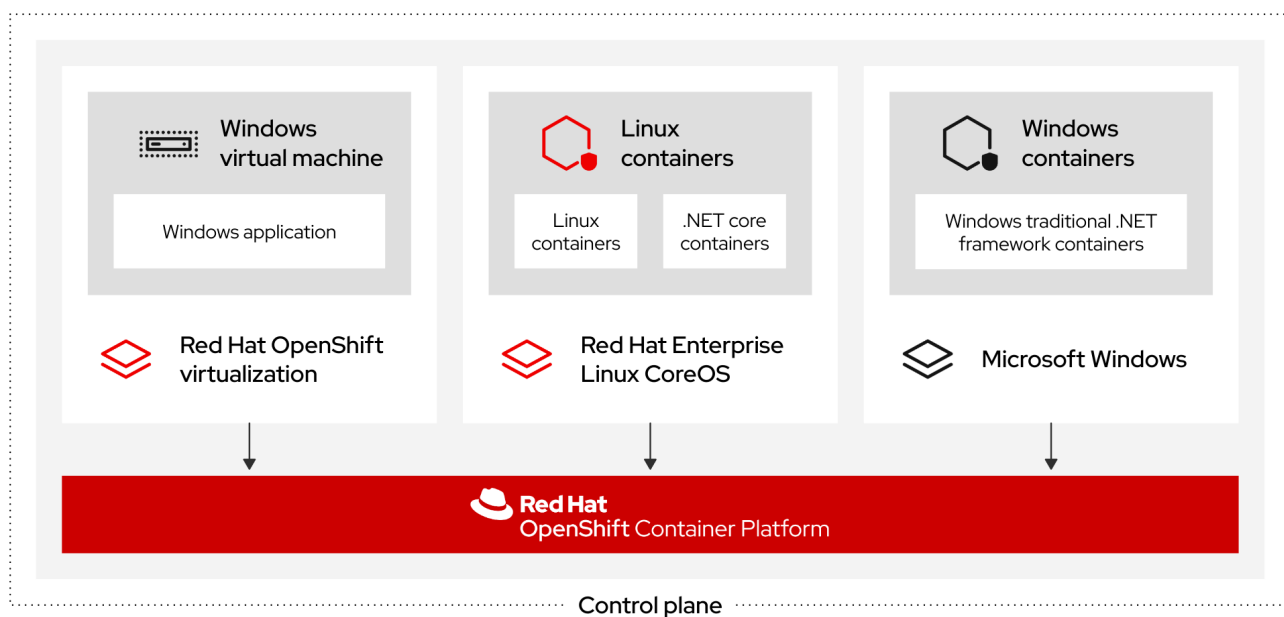 Windows
virtual machine
Windows application
Red Hat OpenShift
virtualization
Linux
containers
Linux
containers
.NET core
containers
Red Hat Enterprise
Linux CoreOS
Windows
containers
Windows traditional .NET
framework containers
Microsoft Windows
Red Hat
OpenShift Container Platform
Control plane